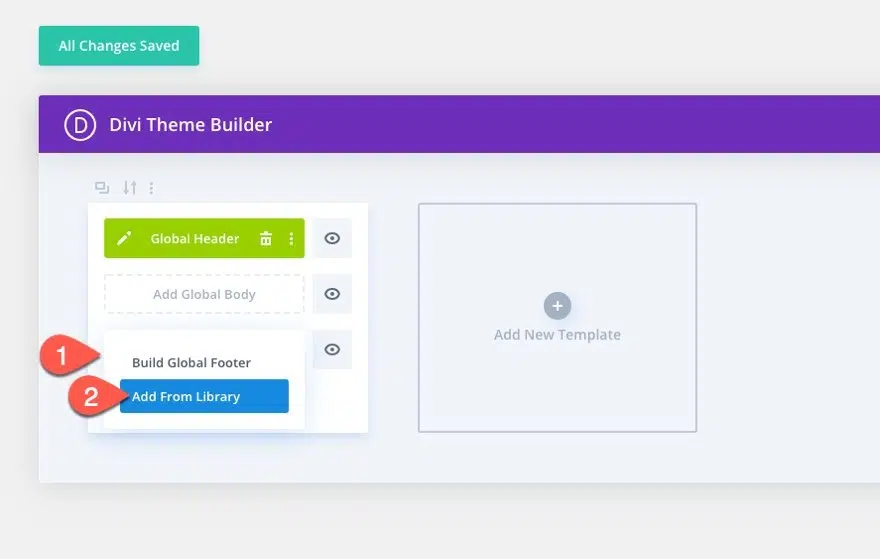 All Changes Saved
D Divi Theme Builder
Global Header
Add Global Body
1
Build Global Footer
2 Add From Library
Add New Template